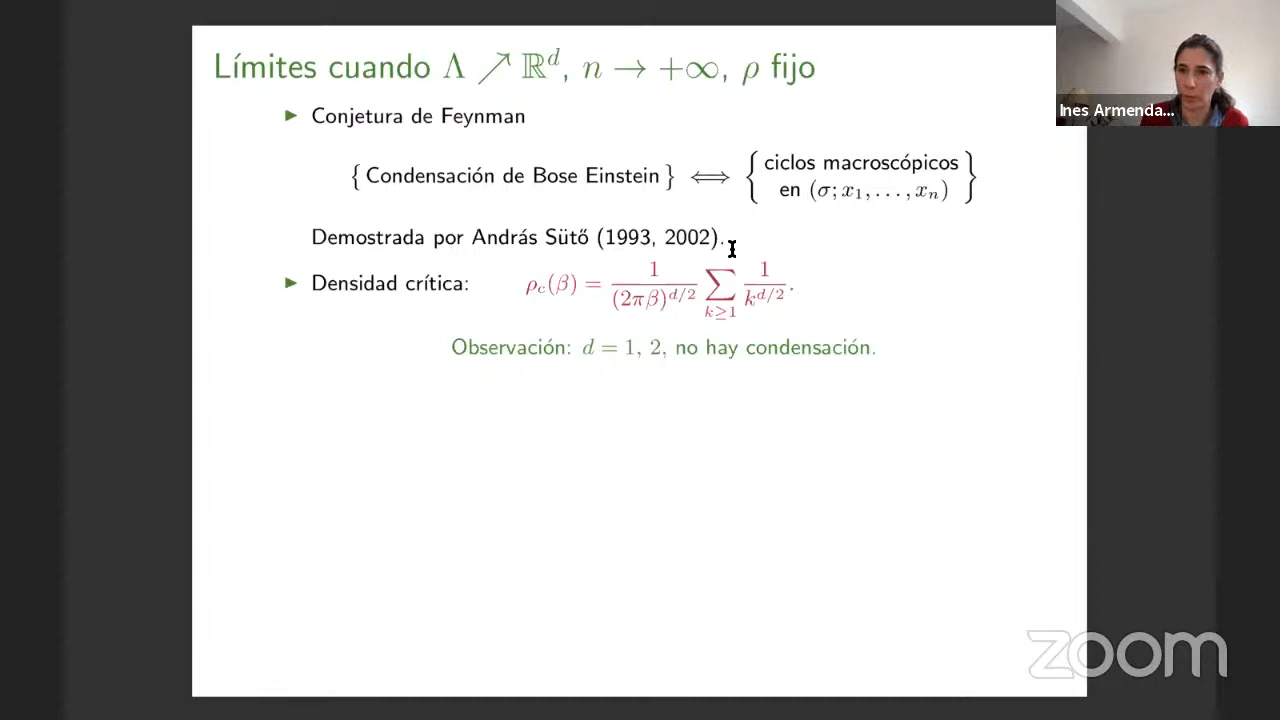 Límites cuando Λ ↗ ℝ^d, n → +∞, ρ fijo
▶ Conjetura de Feynman
{ Condensación de Bose Einstein } ⟺ { ciclos macroscópicos
en (σ; x_1, . . . , x_n) }
Demostrada por András Sütő (1993, 2002).
▶ Densidad crítica: ρ_c(β) = 1/(2πβ)^{d/2} ∑_{k≥1} 1/k^{d/2}.
Observación: d = 1, 2, no hay condensación.
Ines Armenda...
zoom